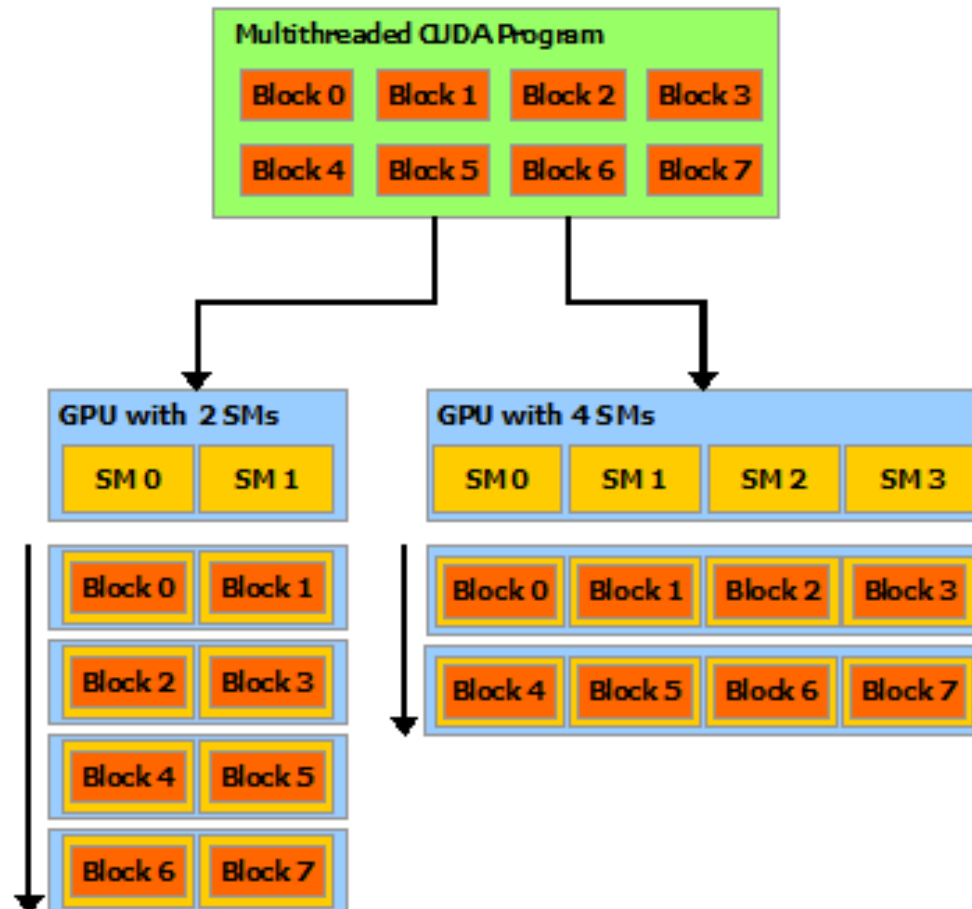 Multithreaded CUDA Program
Block 0 Block 1 Block 2 Block 3
Block 4 Block 5 Block 6 Block 7
GPU with 2 SMs
SM 0 SM 1
Block 0 Block 1
Block 2 Block 3
Block 4 Block 5
Block 6 Block 7
GPU with 4 SMs
SM 0 SM 1 SM 2 SM 3
Block 0 Block 1 Block 2 Block 3
Block 4 Block 5 Block 6 Block 7